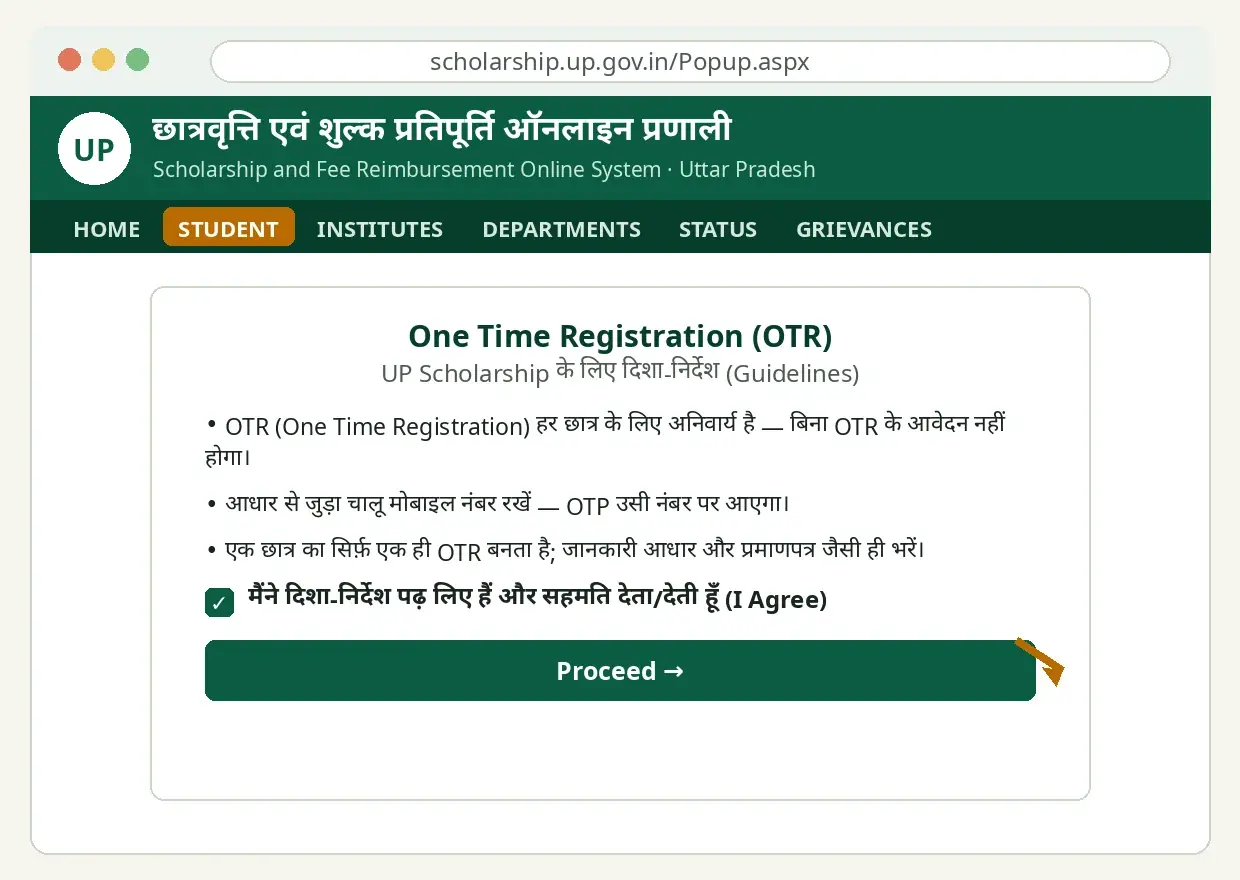 scholarship.up.gov.in/Popup.aspx
UP
छात्रवृत्ति एवं शुल्क प्रतिपूर्ति ऑनलाइन प्रणाली
Scholarship and Fee Reimbursement Online System · Uttar Pradesh
HOME STUDENT INSTITUTES DEPARTMENTS STATUS GRIEVANCES
One Time Registration (OTR)
UP Scholarship के लिए दिशा-निर्देश (Guidelines)
• OTR (One Time Registration) हर छात्र के लिए अनिवार्य है — बिना OTR के आवेदन नहीं
होगा।
• आधार से जुड़ा चालू मोबाइल नंबर रखें — OTP उसी नंबर पर आएगा।
• एक छात्र का सिर्फ़ एक ही OTR बनता है; जानकारी आधार और प्रमाणपत्र जैसी ही भरें।
✓ मैंने दिशा-निर्देश पढ़ लिए हैं और सहमति देता/देती हूँ (I Agree)
Proceed →